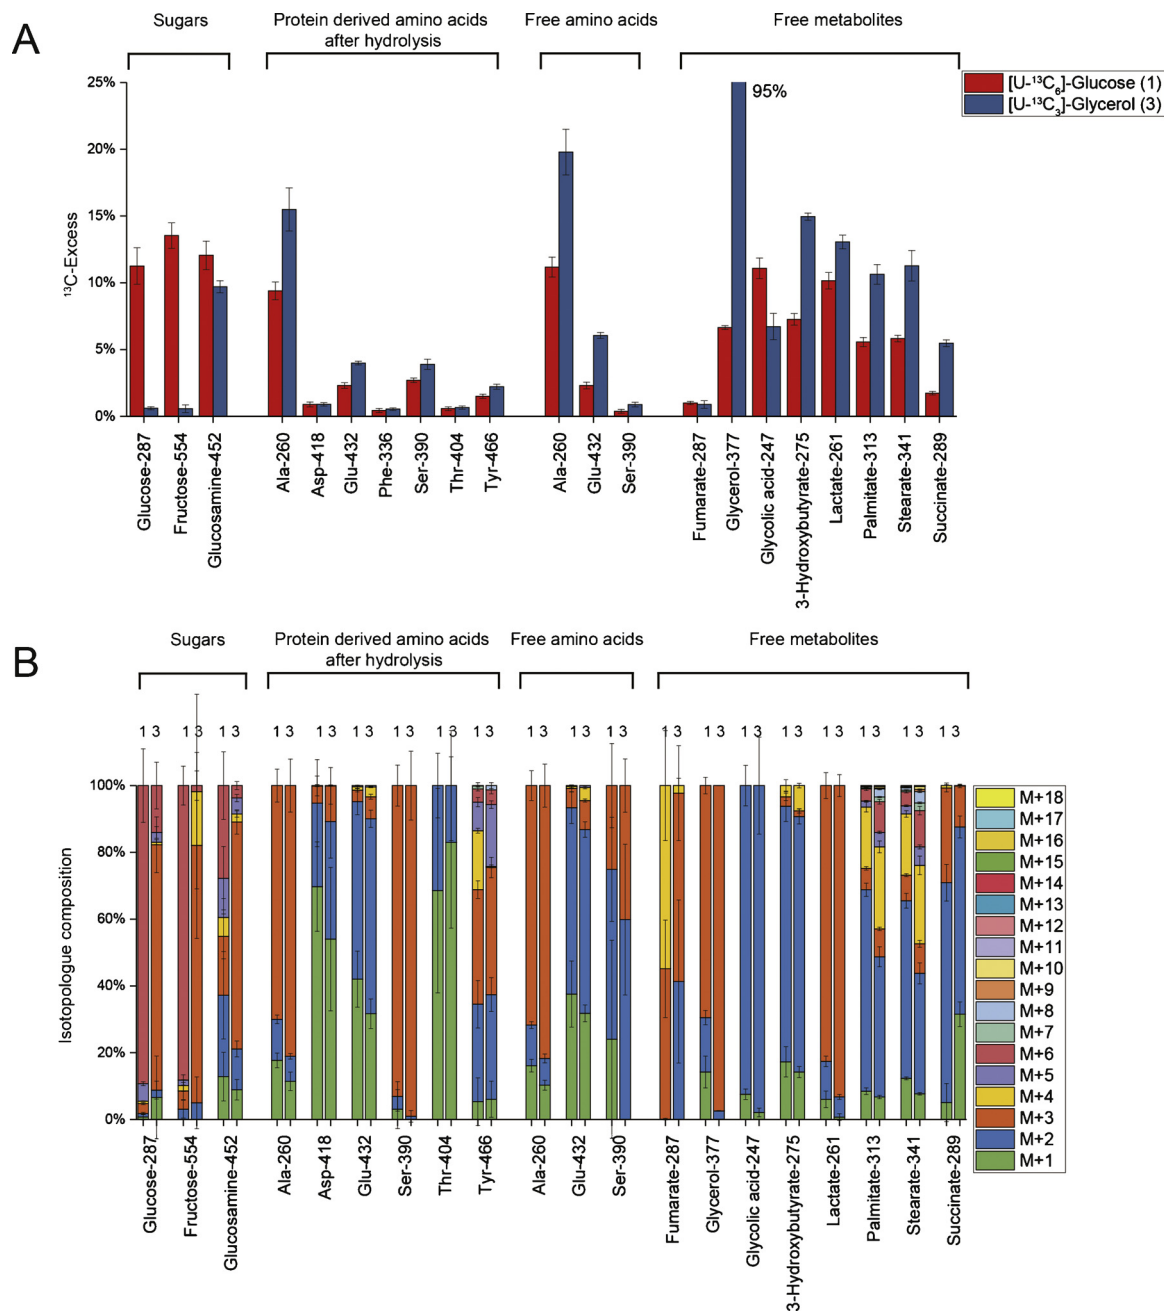 A
Sugars
Protein derived amino acids
after hydrolysis
Free amino acids
Free metabolites
[U-¹³C₆]-Glucose (1)
[U-¹³C₃]-Glycerol (3)
95%
¹³C-Excess
25%
20%
15%
10%
5%
0%
Glucose-287
Fructose-554
Glucosamine-452
Ala-260
Asp-418
Glu-432
Phe-336
Ser-390
Thr-404
Tyr-466
Ala-260
Glu-432
Ser-390
Fumarate-287
Glycerol-377
Glycolic acid-247
3-Hydroxybutyrate-275
Lactate-261
Palmitate-313
Stearate-341
Succinate-289
B
Sugars
Protein derived amino acids
after hydrolysis
Free amino acids
Free metabolites
1 3 1 3 1 3 1 3 1 3 1 3 1 3 1 3 1 3 1 3 1 3 1 3 1 3 1 3 1 3 1 3 1 3 1 3 1 3 1 3
Isotopologue composition
100%
80%
60%
40%
20%
0%
M+18
M+17
M+16
M+15
M+14
M+13
M+12
M+11
M+10
M+9
M+8
M+7
M+6
M+5
M+4
M+3
M+2
M+1
Glucose-287
Fructose-554
Glucosamine-452
Ala-260
Asp-418
Glu-432
Ser-390
Thr-404
Tyr-466
Ala-260
Glu-432
Ser-390
Fumarate-287
Glycerol-377
Glycolic acid-247
3-Hydroxybutyrate-275
Lactate-261
Palmitate-313
Stearate-341
Succinate-289